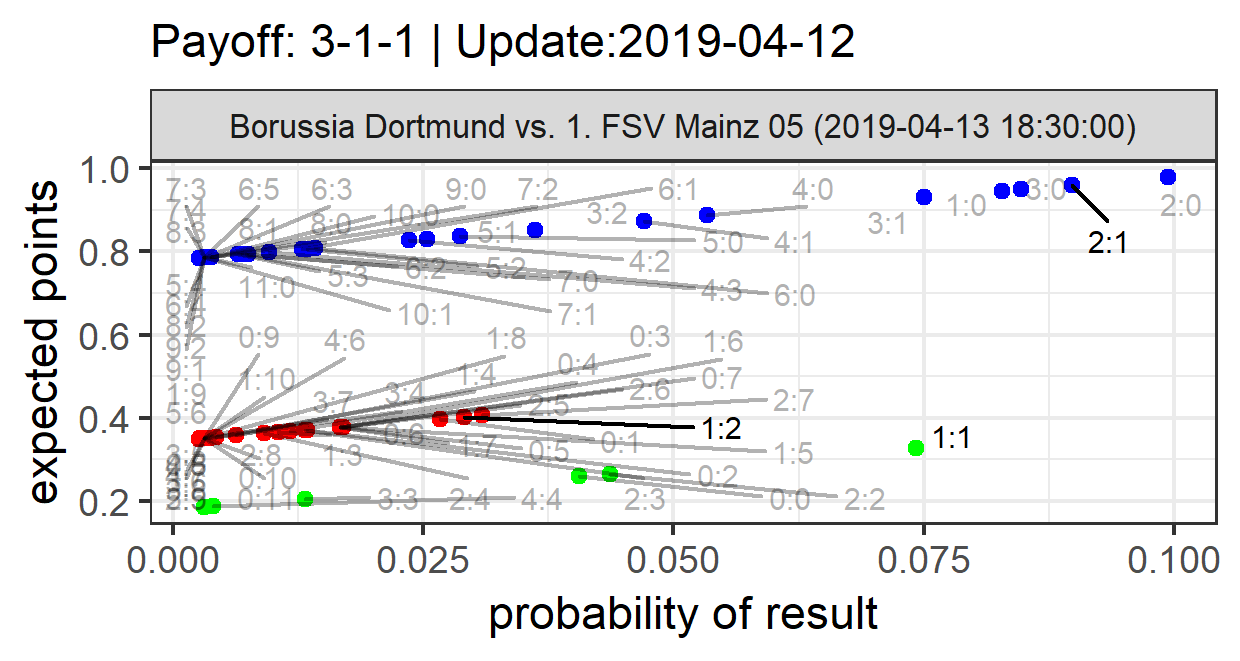 Payoff: 3-1-1 | Update:2019-04-12
Borussia Dortmund vs. 1. FSV Mainz 05 (2019-04-13 18:30:00)
expected points
1.0
0.8
0.6
0.4
0.2
7:3 6:5 6:3 9:0 7:2 6:1 4:0 3:0
7:4 8:1 8:0 10:0 3:2 3:1 1:0 2:0
8:3 5:1 5:0 4:1 2:1
11:0 5:3 6:2 5:2 7:0 4:2 4:3 6:0
10:1 7:1
9:2 0:9 4:6 1:8 0:3 1:6
9:1 1:10 1:4 0:4 0:7
1:9 3:7 3:4 2:5 2:6 2:7
5:6 0:6 1:7 0:1 1:2 1:1
2:8 1:3 0:5 1:5
0:10 0:2
0:11 3:3 2:4 4:4 2:3 0:0 2:2
0.000 0.025 0.050 0.075 0.100
probability of result